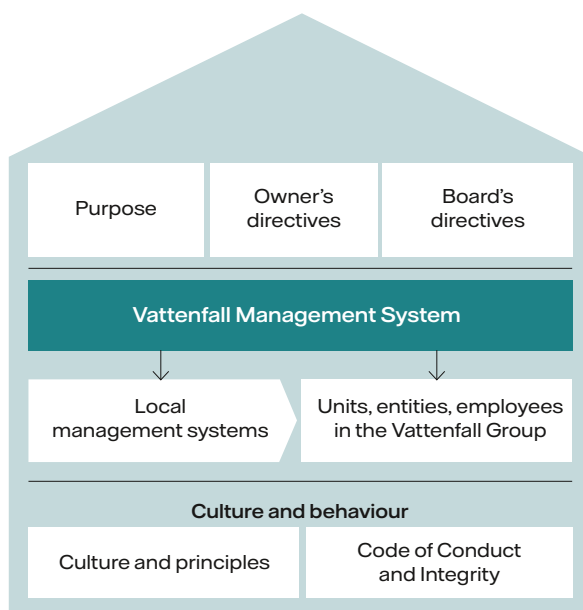 Purpose
Owner's
directives
Board's
directives
Vattenfall Management System
Local
management systems
Units, entities, employees
in the Vattenfall Group
Culture and behaviour
Culture and principles
Code of Conduct
and Integrity